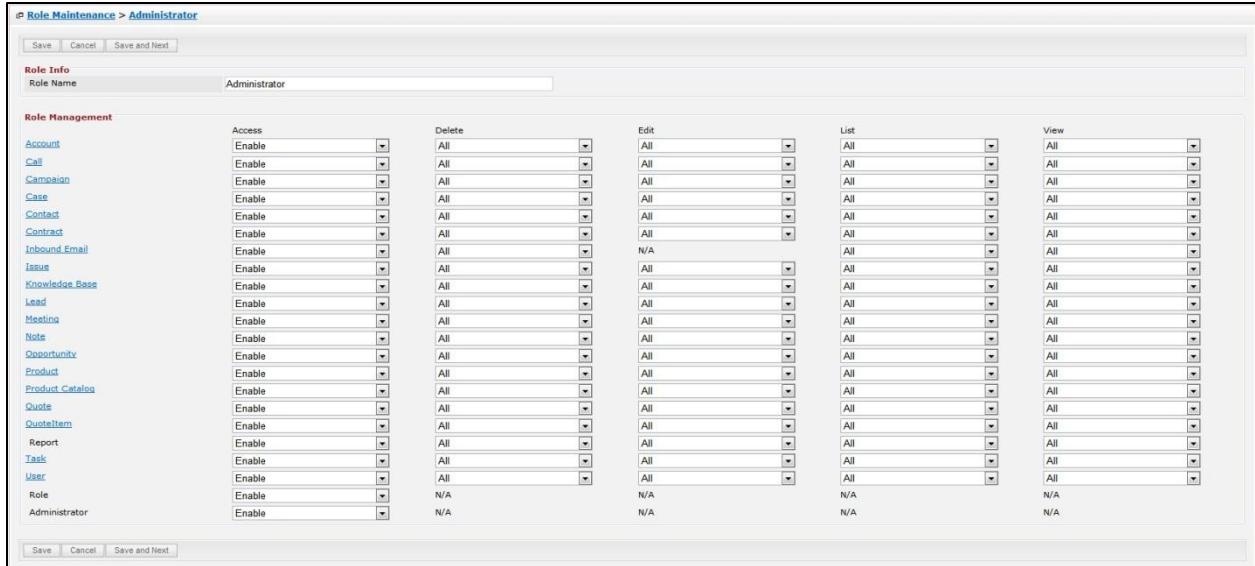 Role Maintenance > Administrator
Save Cancel Save and Next
Role Info
Role Name Administrator
Role Management
Access Delete Edit List View
Account Enable All All All All
Call Enable All All All All
Campaign Enable All All All All
Case Enable All All All All
Contact Enable All All All All
Contract Enable All All All All
Inbound Email Enable All N/A All All
Issue Enable All All All All
Knowledge Base Enable All All All All
Lead Enable All All All All
Meeting Enable All All All All
Note Enable All All All All
Opportunity Enable All All All All
Product Enable All All All All
Product Catalog Enable All All All All
Quote Enable All All All All
QuoteItem Enable All All All All
Report Enable All All All All
Task Enable All All All All
User Enable All All All All
Role Enable N/A N/A N/A N/A
Administrator Enable N/A N/A N/A N/A
Save Cancel Save and Next